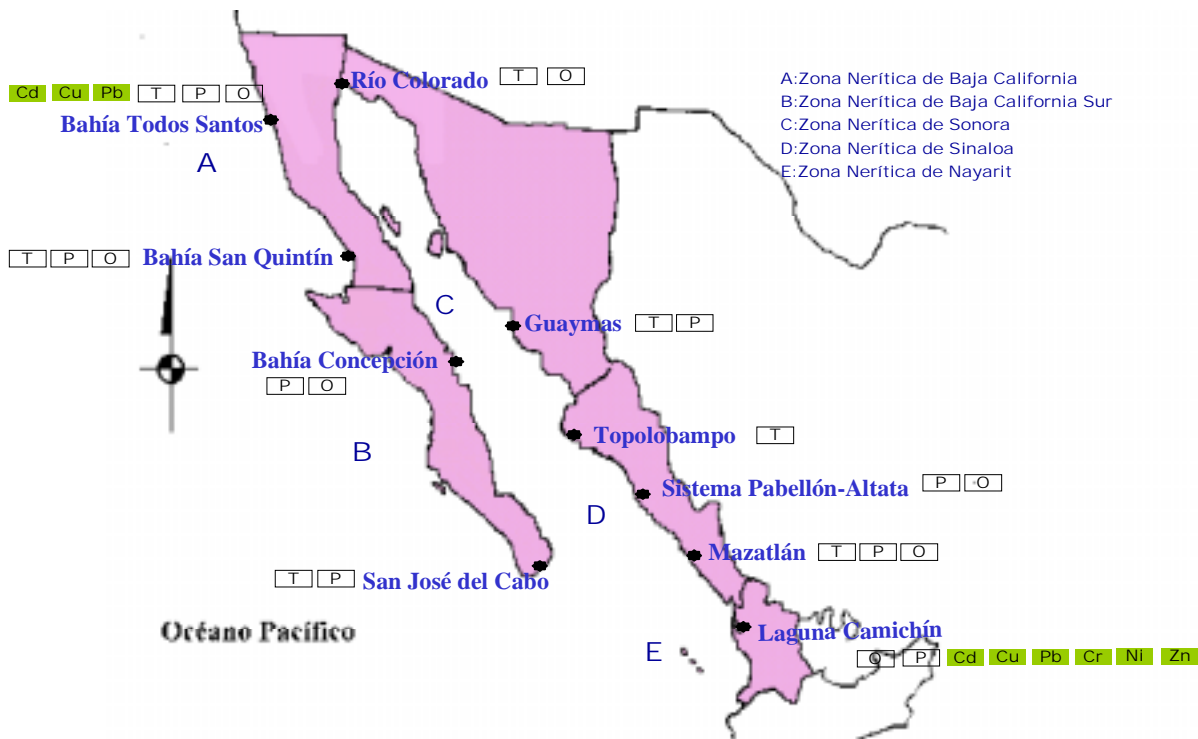 Río Colorado T O
A:Zona Nerítica de Baja California
Cd Cu Pb T P O
B:Zona Nerítica de Baja California Sur
Bahía Todos Santos
C:Zona Nerítica de Sonora
D:Zona Nerítica de Sinaloa
A
E:Zona Nerítica de Nayarit
T P O Bahía San Quintín
C
Guaymas T P
Bahía Concepción
P O
Topolobampo T
B
Sistema Pabellón-Altata P O
D
Mazatlán T P O
T P San José del Cabo
Océano Pacífico
Laguna Camichín
E
O P Cd Cu Pb Cr Ni Zn